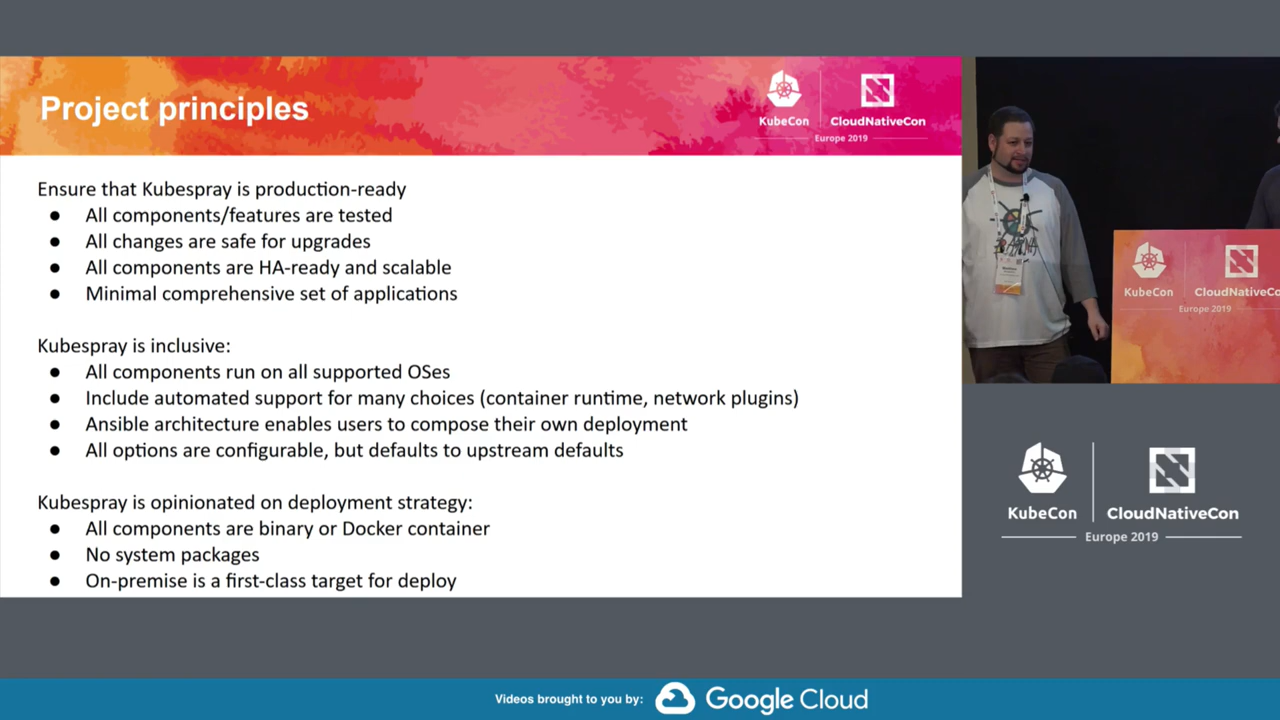 Project principles
KubeCon
CloudNativeCon
Europe 2019
Ensure that Kubespray is production-ready
● All components/features are tested
● All changes are safe for upgrades
● All components are HA-ready and scalable
● Minimal comprehensive set of applications
Kubespray is inclusive:
● All components run on all supported OSes
● Include automated support for many choices (container runtime, network plugins)
● Ansible architecture enables users to compose their own deployment
● All options are configurable, but defaults to upstream defaults
Kubespray is opinionated on deployment strategy:
● All components are binary or Docker container
● No system packages
● On-premise is a first-class target for deploy
KubeCon
CloudNativeCo
Europe 2019
KubeCon
CloudNativeCon
Europe 2019
Videos brought to you by: Google Cloud